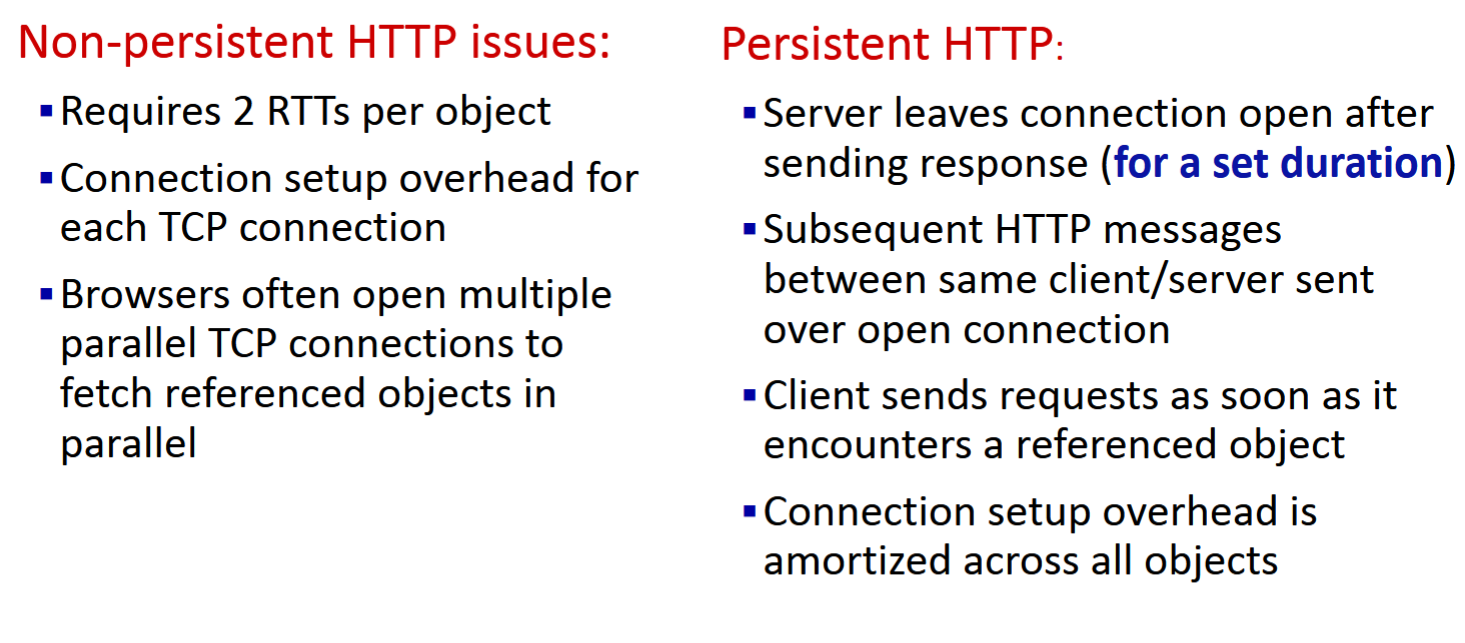 Non-persistent HTTP issues:
▪Requires 2 RTTs per object
▪Connection setup overhead for
each TCP connection
▪Browsers often open multiple
parallel TCP connections to
fetch referenced objects in
parallel
Persistent HTTP:
▪Server leaves connection open after
sending response (for a set duration)
▪Subsequent HTTP messages
between same client/server sent
over open connection
▪Client sends requests as soon as it
encounters a referenced object
▪Connection setup overhead is
amortized across all objects